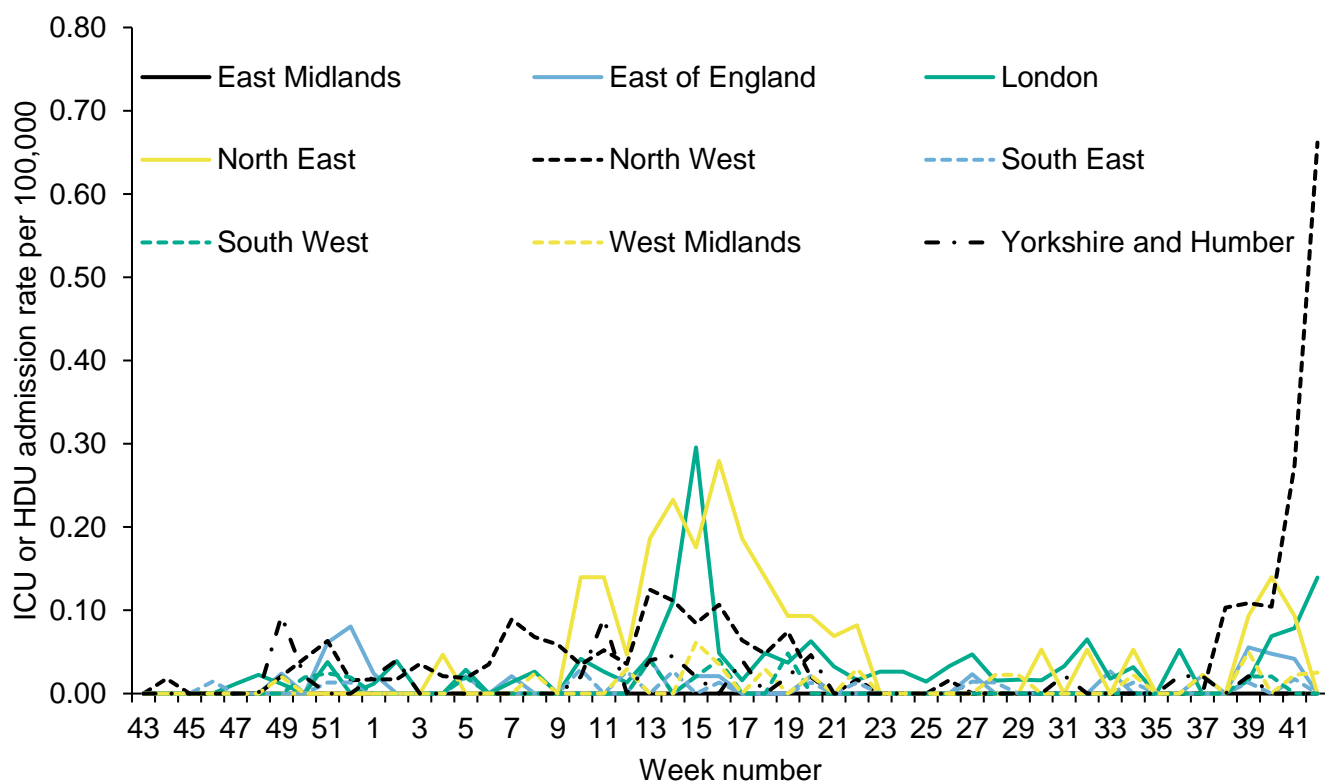 ICU or HDU admission rate per 100,000
0.80
0.70
0.60
0.50
0.40
0.30
0.20
0.10
0.00
East Midlands East of England London
North East North West South East
South West West Midlands Yorkshire and Humber
43 45 47 49 51 1 3 5 7 9 11 13 15 17 19 21 23 25 27 29 31 33 35 37 39 41
Week number